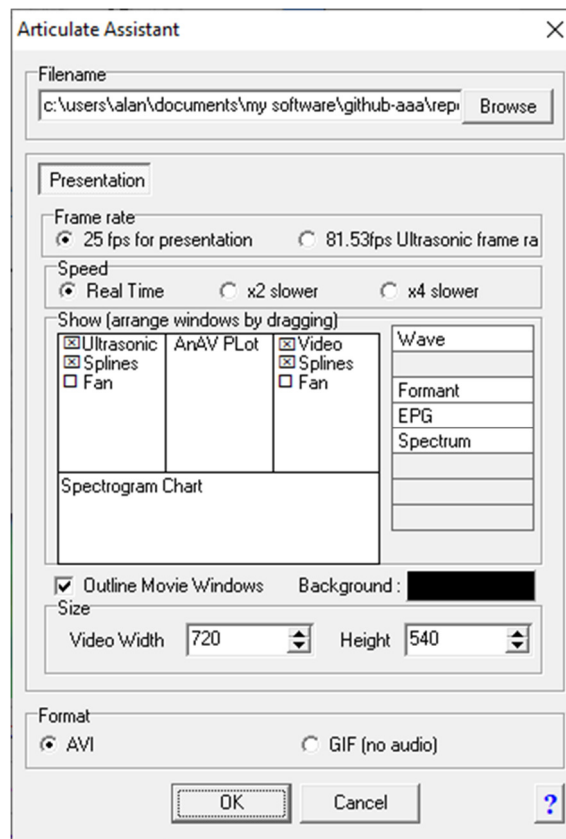 Articulate Assistant
Filename
c:\users\alan\documents\my software\github-aaa\rep
Browse
Presentation
Frame rate
25 fps for presentation
81.53fps Ultrasonic frame ra
Speed
Real Time
x2 slower
x4 slower
Show (arrange windows by dragging)
Ultrasonic
Splines
Fan
AnAV PLot
Video
Splines
Fan
Spectrogram Chart
Wave
Formant
EPG
Spectrum
Outline Movie Windows
Background :
Size
Video Width
720
Height
540
Format
AVI
GIF (no audio)
OK
Cancel
?